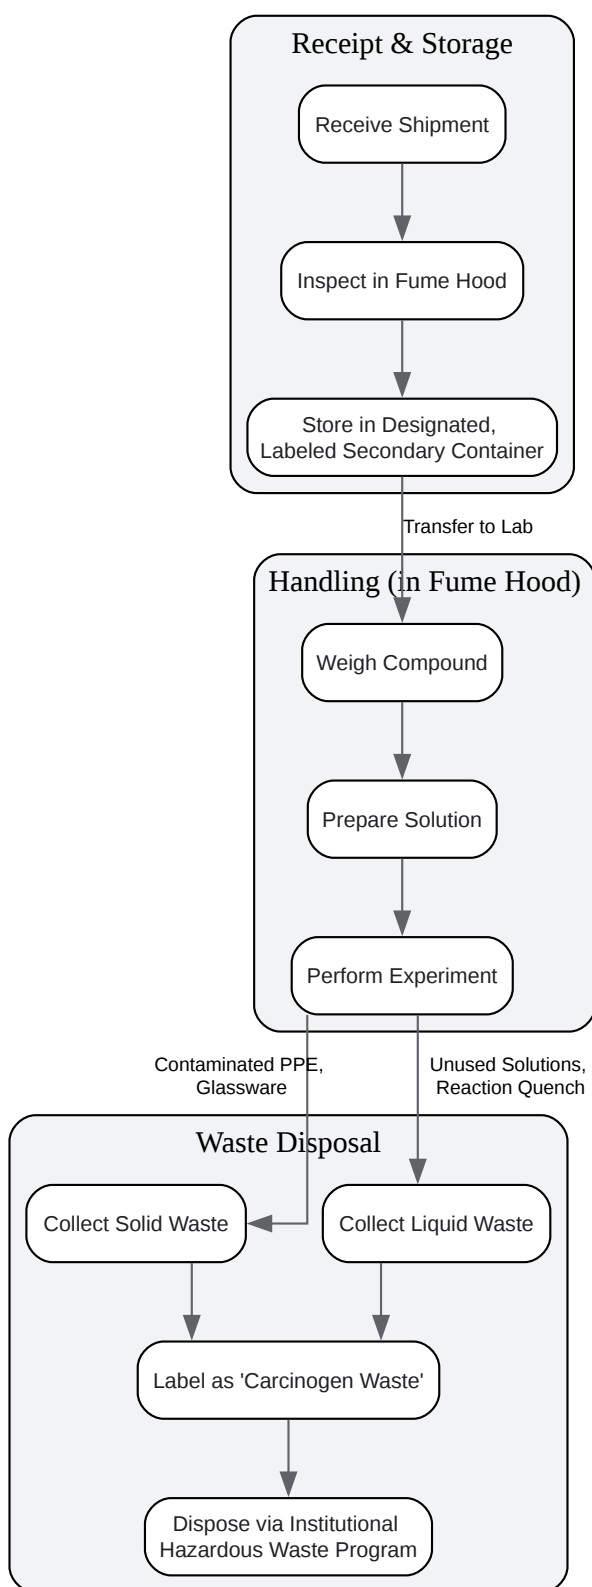 Receipt & Storage
Receive Shipment
Inspect in Fume Hood
Store in Designated,
Labeled Secondary Container
Transfer to Lab
Handling (in Fume Hood)
Weigh Compound
Prepare Solution
Perform Experiment
Contaminated PPE,
Glassware
Unused Solutions,
Reaction Quench
Waste Disposal
Collect Solid Waste
Collect Liquid Waste
Label as 'Carcinogen Waste'
Dispose via Institutional
Hazardous Waste Program